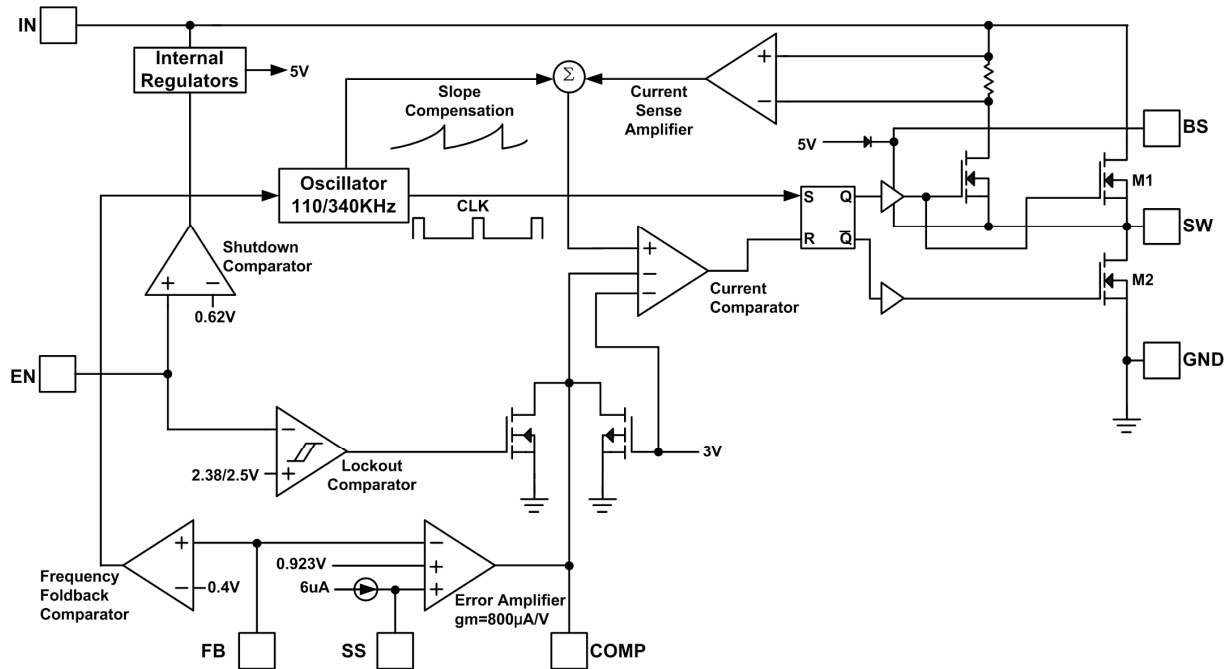 IN
Internal
Regulators
5V
Σ
+
−
Current
Sense
Amplifier
Slope
Compensation
5V
BS
Oscillator
110/340KHz
CLK
S
Q
R
Q̅
M1
SW
Shutdown
Comparator
+
−
0.62V
+
−
−
Current
Comparator
M2
EN
GND
−
+
2.38/2.5V
Lockout
Comparator
3V
+
−
0.4V
Frequency
Foldback
Comparator
0.923V
6uA
−
+
+
Error Amplifier
gm=800µA/V
FB
SS
COMP